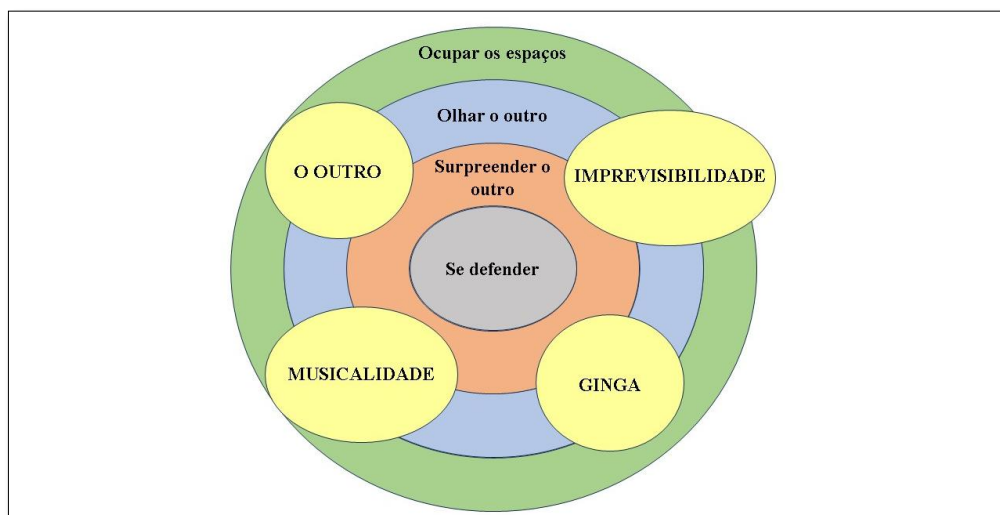 Ocupar os espaços
Olhar o outro
Surpreender o
outro
O OUTRO
IMPREVISIBILIDADE
Se defender
MUSICALIDADE
GINGA